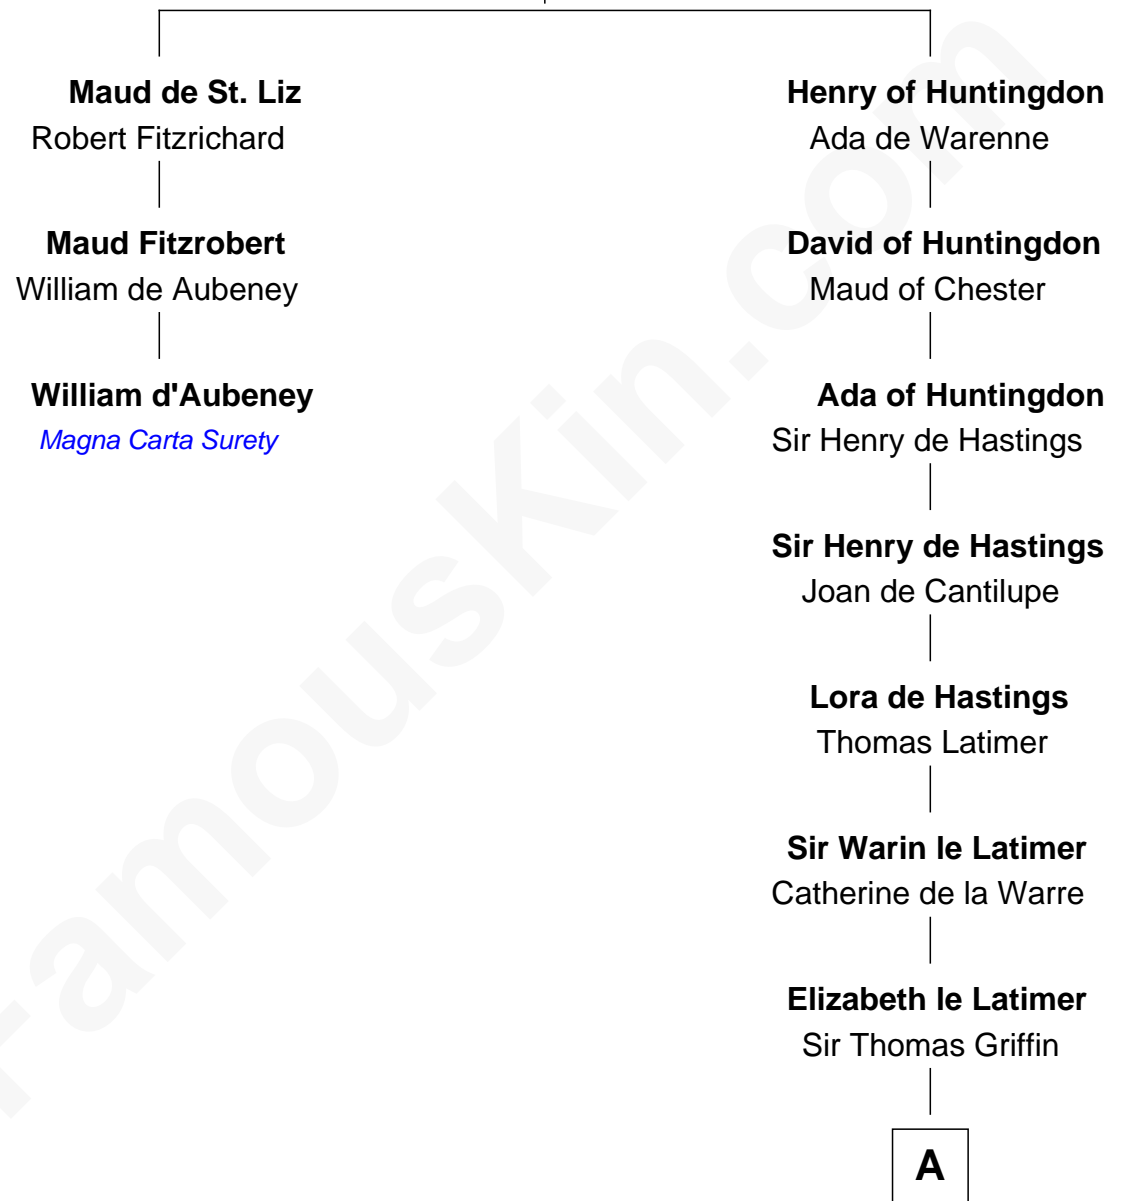 Maud de St. Liz
Robert Fitzrichard
Maud Fitzrobert
William de Aubeney
William d'Aubeney
Magna Carta Surety
Henry of Huntingdon
Ada de Warenne
David of Huntingdon
Maud of Chester
Ada of Huntingdon
Sir Henry de Hastings
Sir Henry de Hastings
Joan de Cantilupe
Lora de Hastings
Thomas Latimer
Sir Warin le Latimer
Catherine de la Warre
Elizabeth le Latimer
Sir Thomas Griffin
A
FamousKin.com